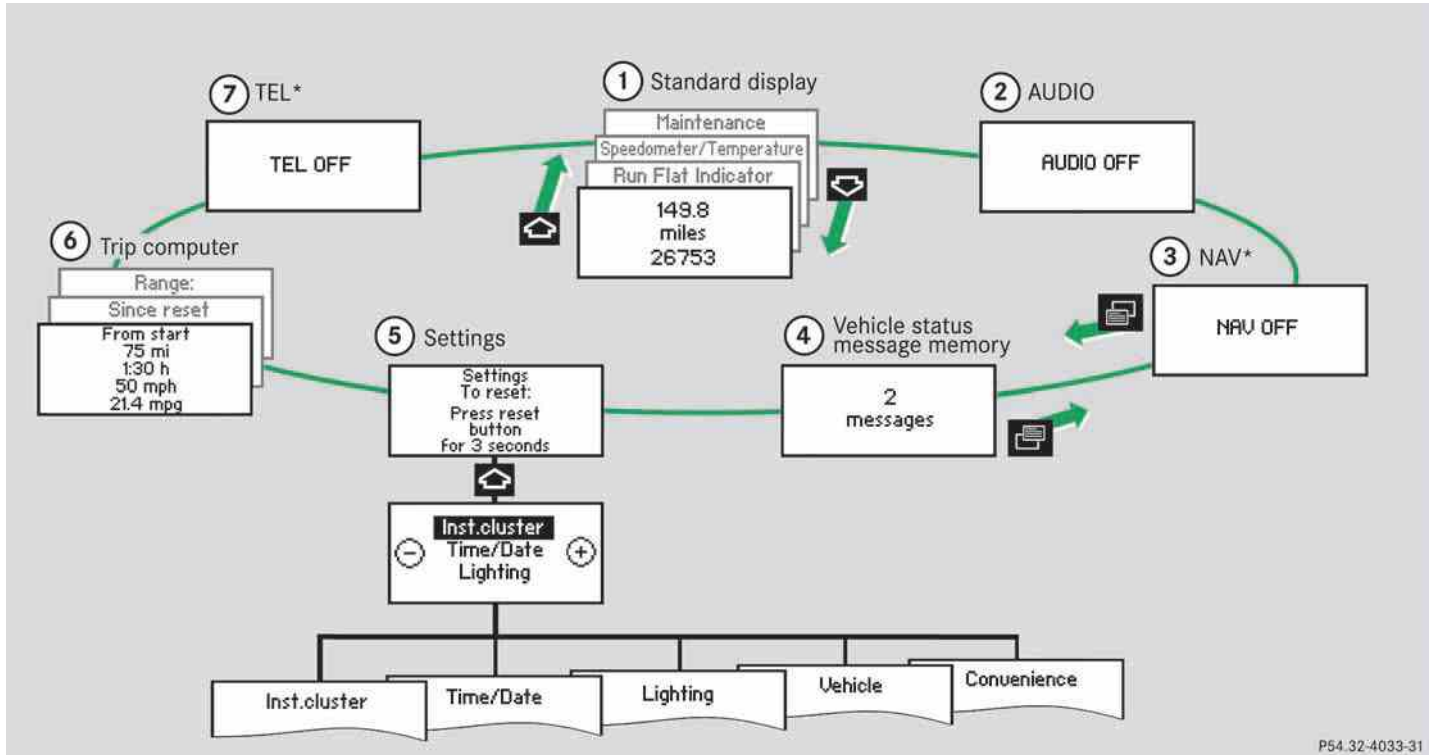 1 Standard display
Maintenance
Speedometer/Temperature
Run Flat Indicator
149.8
miles
26753
2 AUDIO
AUDIO OFF
3 NAV*
NAV OFF
4 Vehicle status
message memory
2
messages
5 Settings
Settings
To reset:
Press reset
button
for 3 seconds
Inst.cluster
Time/Date
Lighting
Inst.cluster
Time/Date
Lighting
Vehicle
Convenience
6 Trip computer
Range:
Since reset
From start
75 mi
1:30 h
50 mph
21.4 mpg
7 TEL*
TEL OFF
P54.32-4033-31